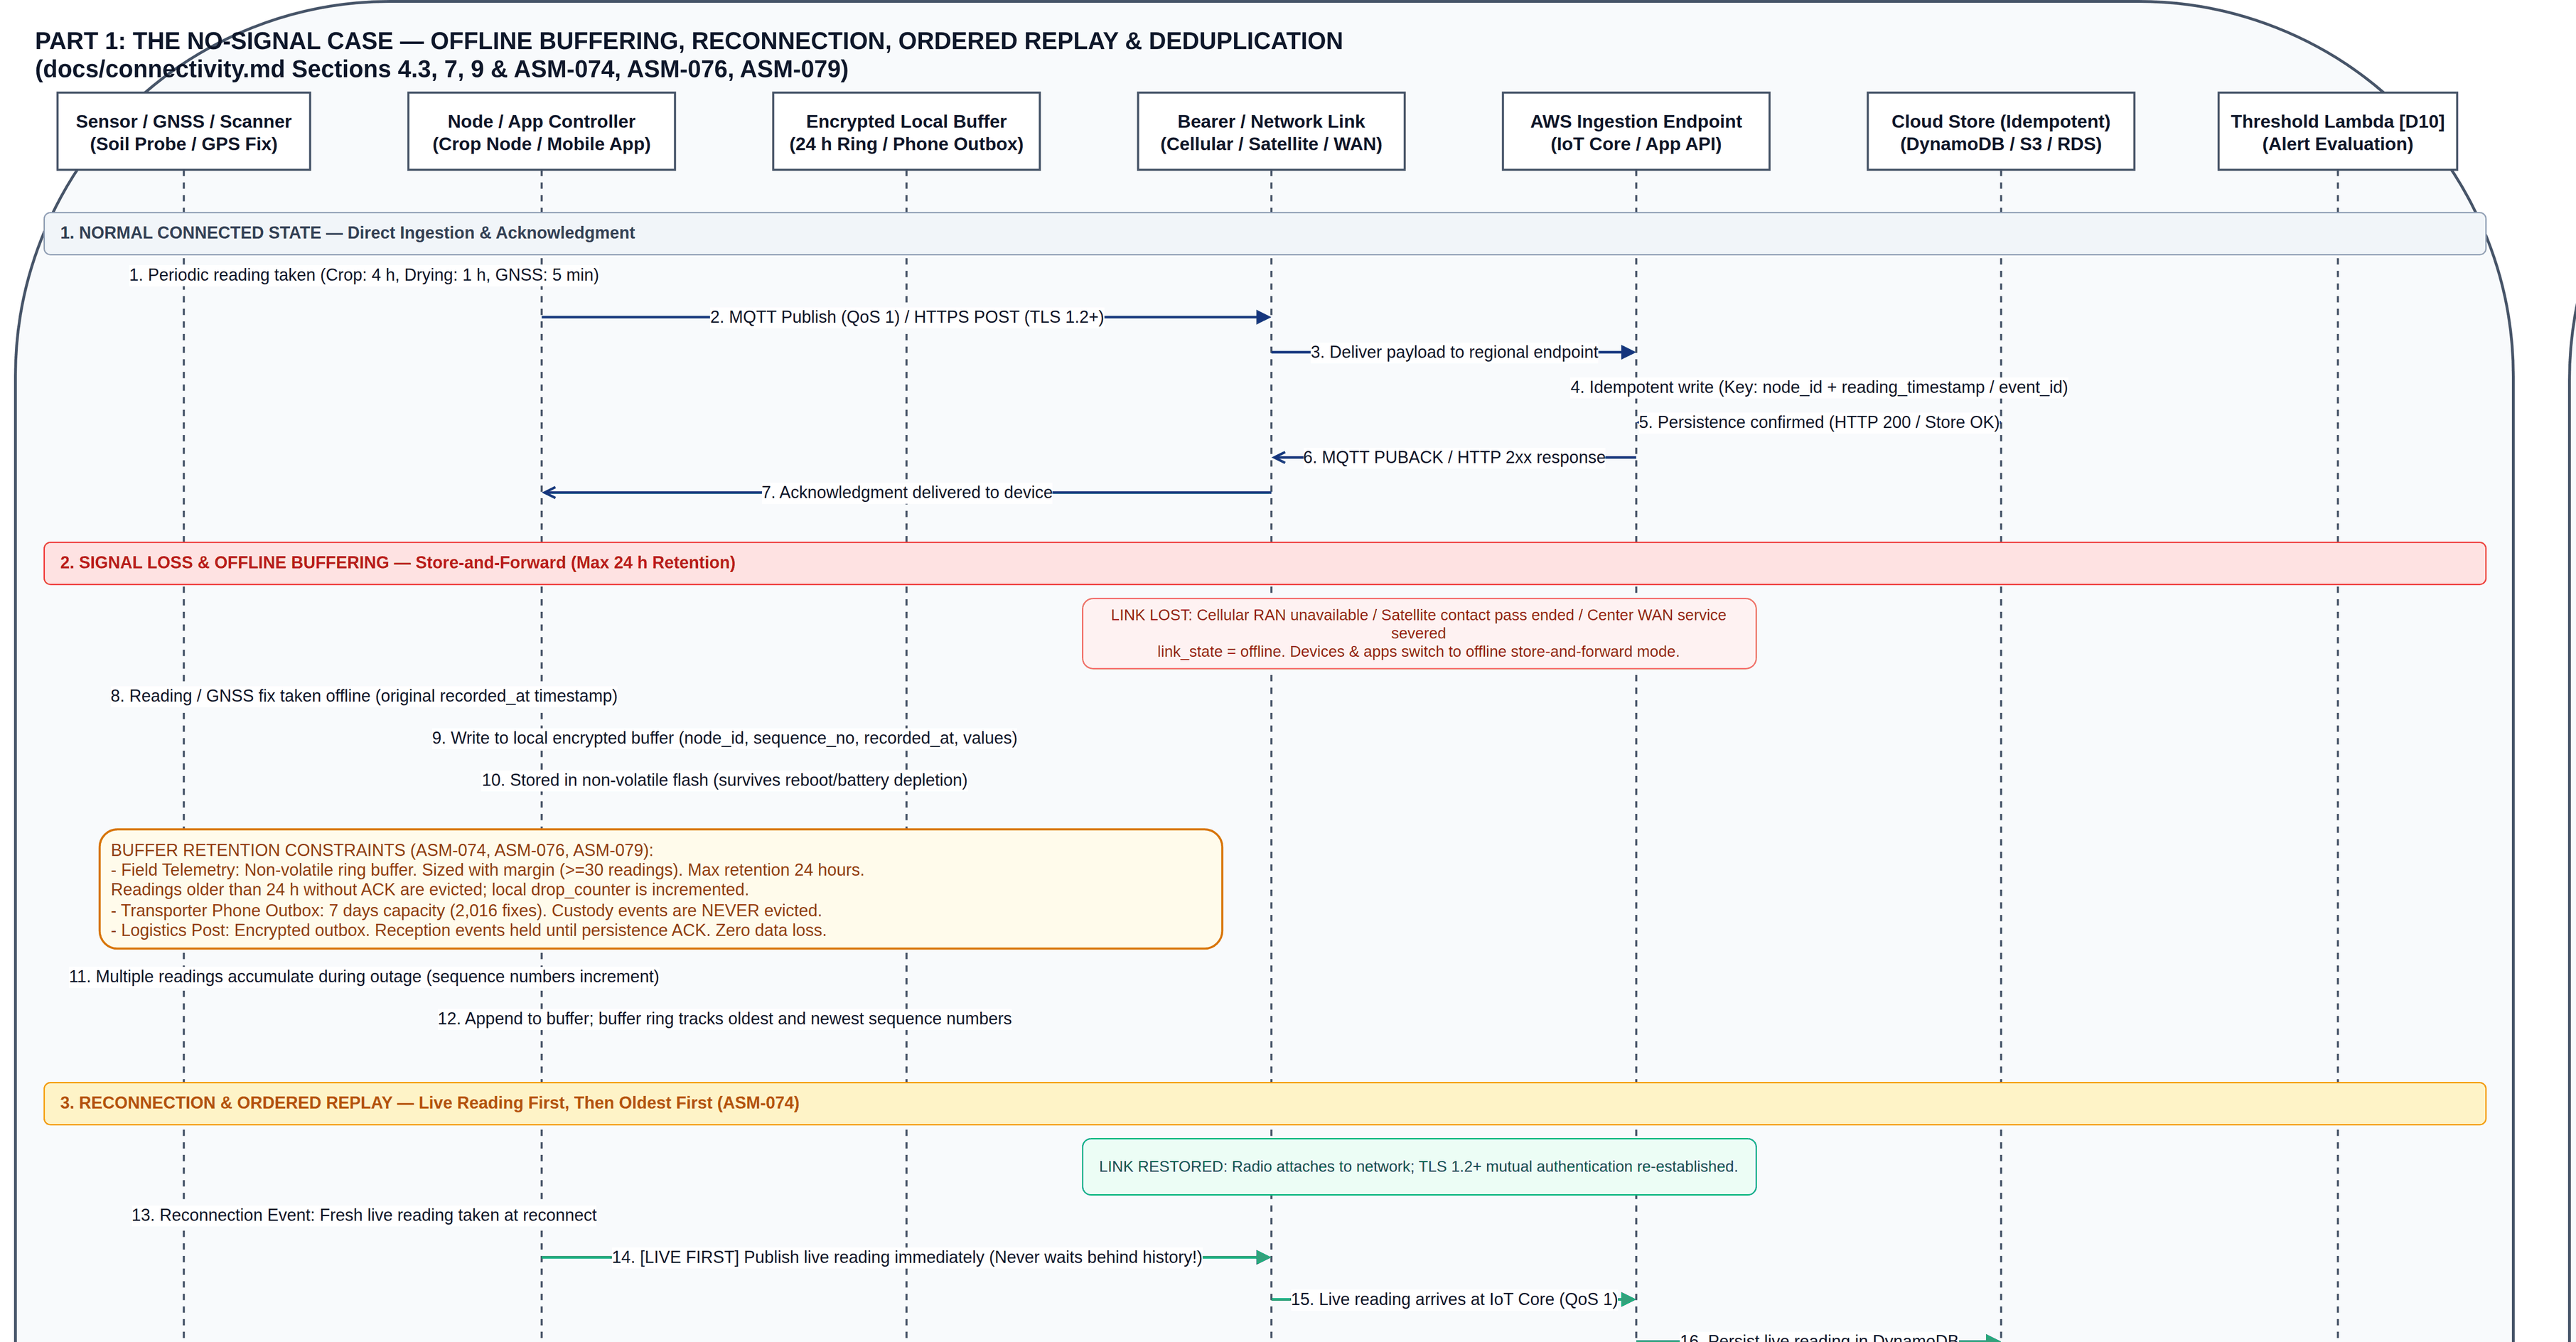 PART 1: THE NO-SIGNAL CASE — OFFLINE BUFFERING, RECONNECTION, ORDERED REPLAY & DEDUPLICATION
(docs/connectivity.md Sections 4.3, 7, 9 & ASM-074, ASM-076, ASM-079)
Sensor / GNSS / Scanner
(Soil Probe / GPS Fix)
Node / App Controller
(Crop Node / Mobile App)
Encrypted Local Buffer
(24 h Ring / Phone Outbox)
Bearer / Network Link
(Cellular / Satellite / WAN)
AWS Ingestion Endpoint
(IoT Core / App API)
Cloud Store (Idempotent)
(DynamoDB / S3 / RDS)
Threshold Lambda [D10]
(Alert Evaluation)
1. NORMAL CONNECTED STATE — Direct Ingestion & Acknowledgment
1. Periodic reading taken (Crop: 4 h, Drying: 1 h, GNSS: 5 min)
2. MQTT Publish (QoS 1) / HTTPS POST (TLS 1.2+)
3. Deliver payload to regional endpoint
4. Idempotent write (Key: node_id + reading_timestamp / event_id)
5. Persistence confirmed (HTTP 200 / Store OK)
6. MQTT PUBACK / HTTP 2xx response
7. Acknowledgment delivered to device
2. SIGNAL LOSS & OFFLINE BUFFERING — Store-and-Forward (Max 24 h Retention)
LINK LOST: Cellular RAN unavailable / Satellite contact pass ended / Center WAN service
severed
link_state = offline. Devices & apps switch to offline store-and-forward mode.
8. Reading / GNSS fix taken offline (original recorded_at timestamp)
9. Write to local encrypted buffer (node_id, sequence_no, recorded_at, values)
10. Stored in non-volatile flash (survives reboot/battery depletion)
BUFFER RETENTION CONSTRAINTS (ASM-074, ASM-076, ASM-079):
- Field Telemetry: Non-volatile ring buffer. Sized with margin (>=30 readings). Max retention 24 hours.
Readings older than 24 h without ACK are evicted; local drop_counter is incremented.
- Transporter Phone Outbox: 7 days capacity (2,016 fixes). Custody events are NEVER evicted.
- Logistics Post: Encrypted outbox. Reception events held until persistence ACK. Zero data loss.
11. Multiple readings accumulate during outage (sequence numbers increment)
12. Append to buffer; buffer ring tracks oldest and newest sequence numbers
3. RECONNECTION & ORDERED REPLAY — Live Reading First, Then Oldest First (ASM-074)
LINK RESTORED: Radio attaches to network; TLS 1.2+ mutual authentication re-established.
13. Reconnection Event: Fresh live reading taken at reconnect
14. [LIVE FIRST] Publish live reading immediately (Never waits behind history!)
15. Live reading arrives at IoT Core (QoS 1)
16. Persist live reading in DynamoDB